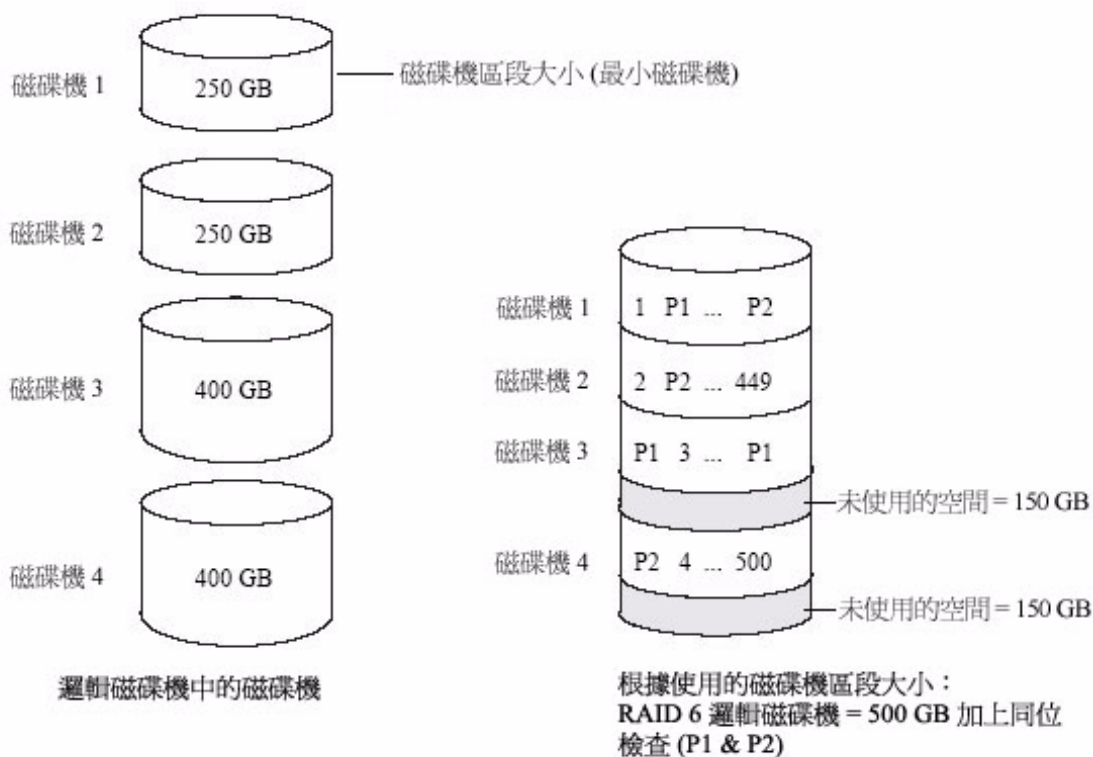 磁碟機 1
250 GB
磁碟機區段大小 (最小磁碟機)
磁碟機 2
250 GB
磁碟機 3
400 GB
磁碟機 4
400 GB
邏輯磁碟機中的磁碟機
磁碟機 1
1 P1 ... P2
磁碟機 2
2 P2 ... 449
磁碟機 3
P1 3 ... P1
未使用的空間 = 150 GB
磁碟機 4
P2 4 ... 500
未使用的空間 = 150 GB
根據使用的磁碟機區段大小：
RAID 6 邏輯磁碟機 = 500 GB 加上同位
檢查 (P1 & P2)